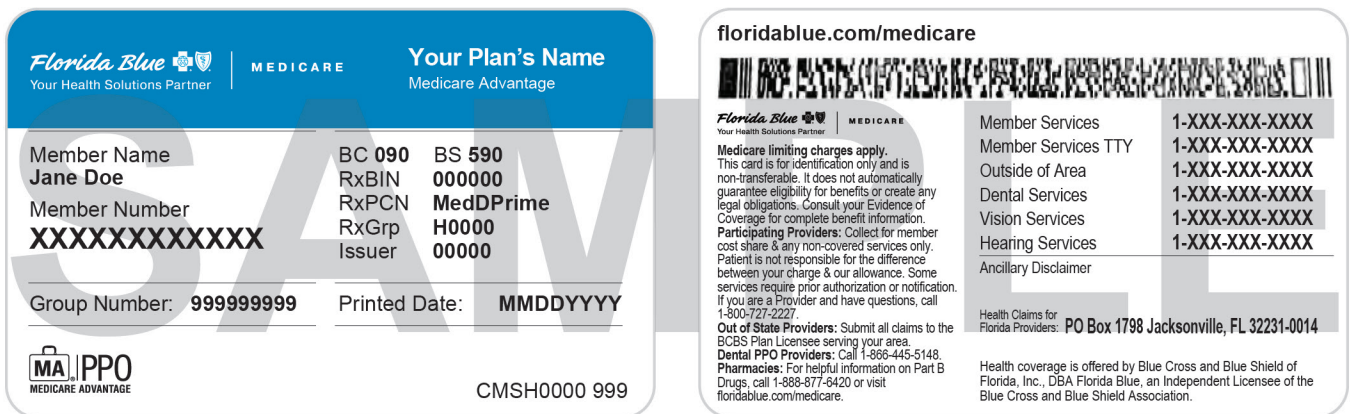 Florida Blue
Your Health Solutions Partner
MEDICARE
Your Plan's Name
Medicare Advantage
Member Name
Jane Doe
Member Number
XXXXXXXXXXXX
BC 090 BS 590
RxBIN 000000
RxPCN MedDPrime
RxGrp H0000
Issuer 00000
Group Number: 999999999
Printed Date: MMDDYYYY
MA PPO
MEDICARE ADVANTAGE
CMSH0000 999
floridablue.com/medicare
Florida Blue
Your Health Solutions Partner
MEDICARE
Medicare limiting charges apply.
This card is for identification only and is
non-transferable. It does not automatically
guarantee eligibility for benefits or create any
legal obligations. Consult your Evidence of
Coverage for complete benefit information.
Participating Providers: Collect for member
cost share & any non-covered services only.
Patient is not responsible for the difference
between your charge & our allowance. Some
services require prior authorization or notification.
If you are a Provider and have questions, call
1-800-727-2227.
Out of State Providers: Submit all claims to the
BCBS Plan Licensee serving your area.
Dental PPO Providers: Call 1-866-445-5148.
Pharmacies: For helpful information on Part B
Drugs, call 1-888-877-6420 or visit
floridablue.com/medicare.
Member Services 1-XXX-XXX-XXXX
Member Services TTY 1-XXX-XXX-XXXX
Outside of Area 1-XXX-XXX-XXXX
Dental Services 1-XXX-XXX-XXXX
Vision Services 1-XXX-XXX-XXXX
Hearing Services 1-XXX-XXX-XXXX
Ancillary Disclaimer
Health Claims for
Florida Providers: PO Box 1798 Jacksonville, FL 32231-0014
Health coverage is offered by Blue Cross and Blue Shield of
Florida, Inc., DBA Florida Blue, an Independent Licensee of the
Blue Cross and Blue Shield Association.
SAMPLE